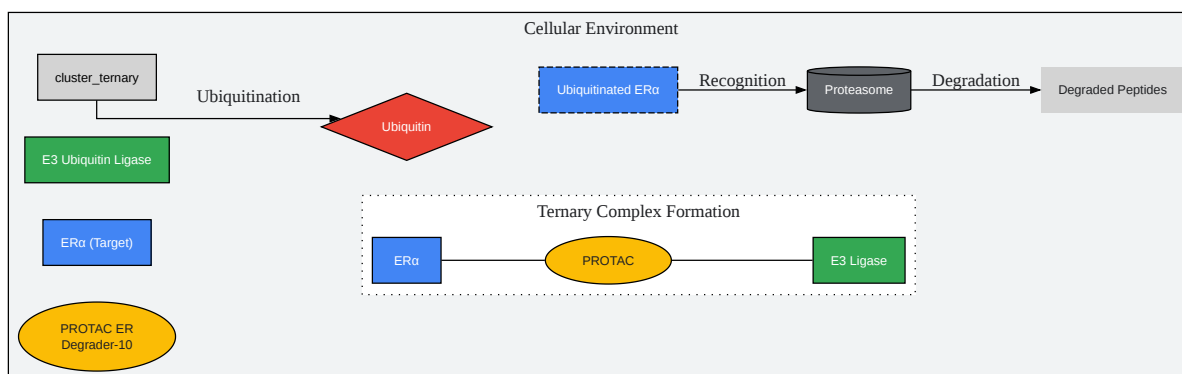 Cellular Environment
cluster_ternary
Ubiquitination
Ubiquitin
Ubiquitinated ERα
Recognition
Proteasome
Degradation
Degraded Peptides
E3 Ubiquitin Ligase
ERα (Target)
PROTAC ER
Degrader-10
Ternary Complex Formation
ERα
PROTAC
E3 Ligase